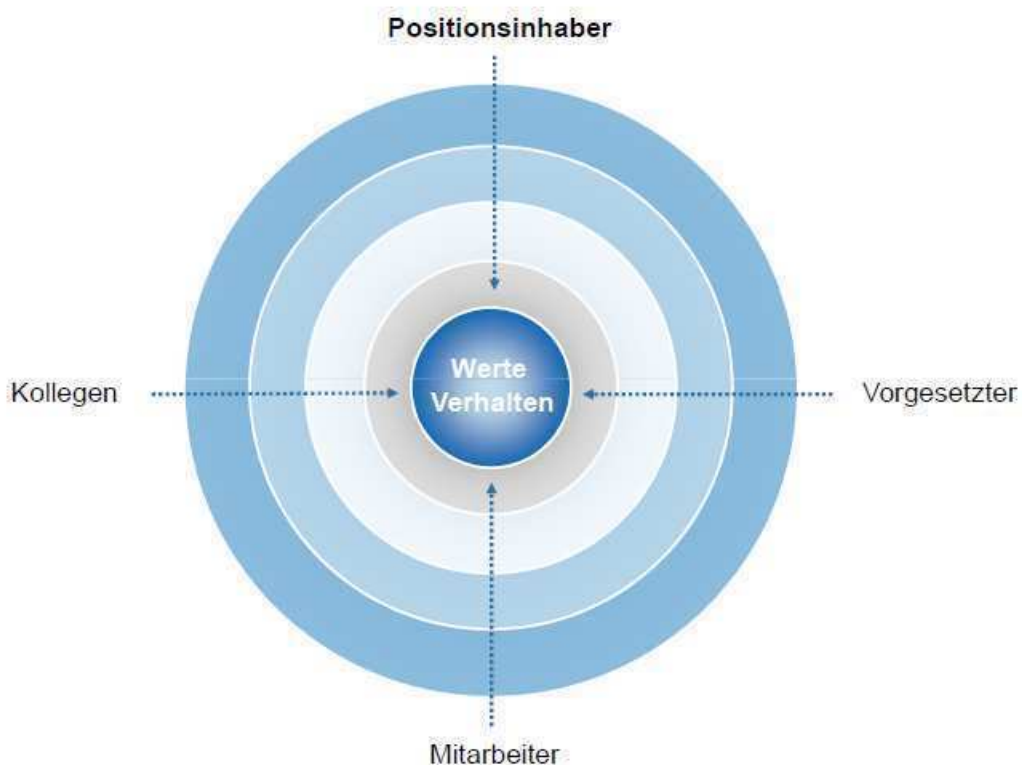 Positionsinhaber
Werte
Verhalten
Kollegen
Vorgesetzter
Mitarbeiter